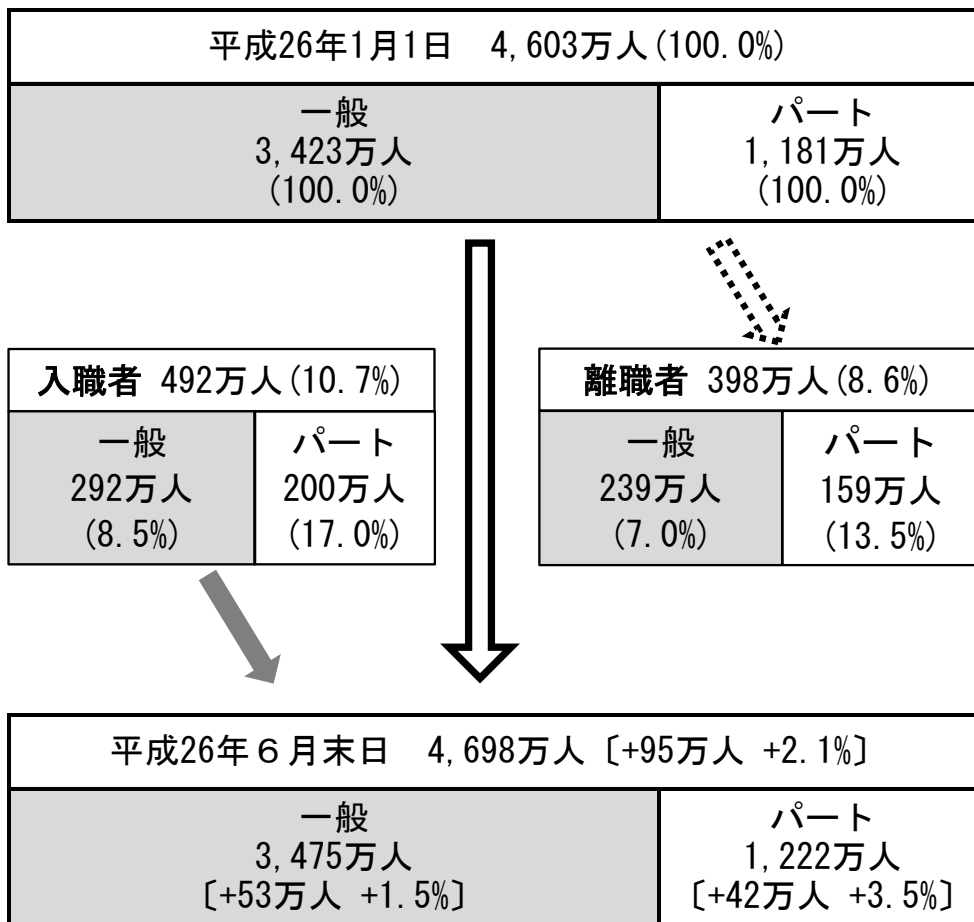 平成26年1月1日　4,603万人(100.0%)
一般
3,423万人
(100.0%)
パート
1,181万人
(100.0%)
入職者 492万人(10.7%)
一般
292万人
(8.5%)
パート
200万人
(17.0%)
離職者 398万人(8.6%)
一般
239万人
(7.0%)
パート
159万人
(13.5%)
平成26年６月末日　4,698万人〔+95万人 +2.1%〕
一般
3,475万人
〔+53万人 +1.5%〕
パート
1,222万人
〔+42万人 +3.5%〕